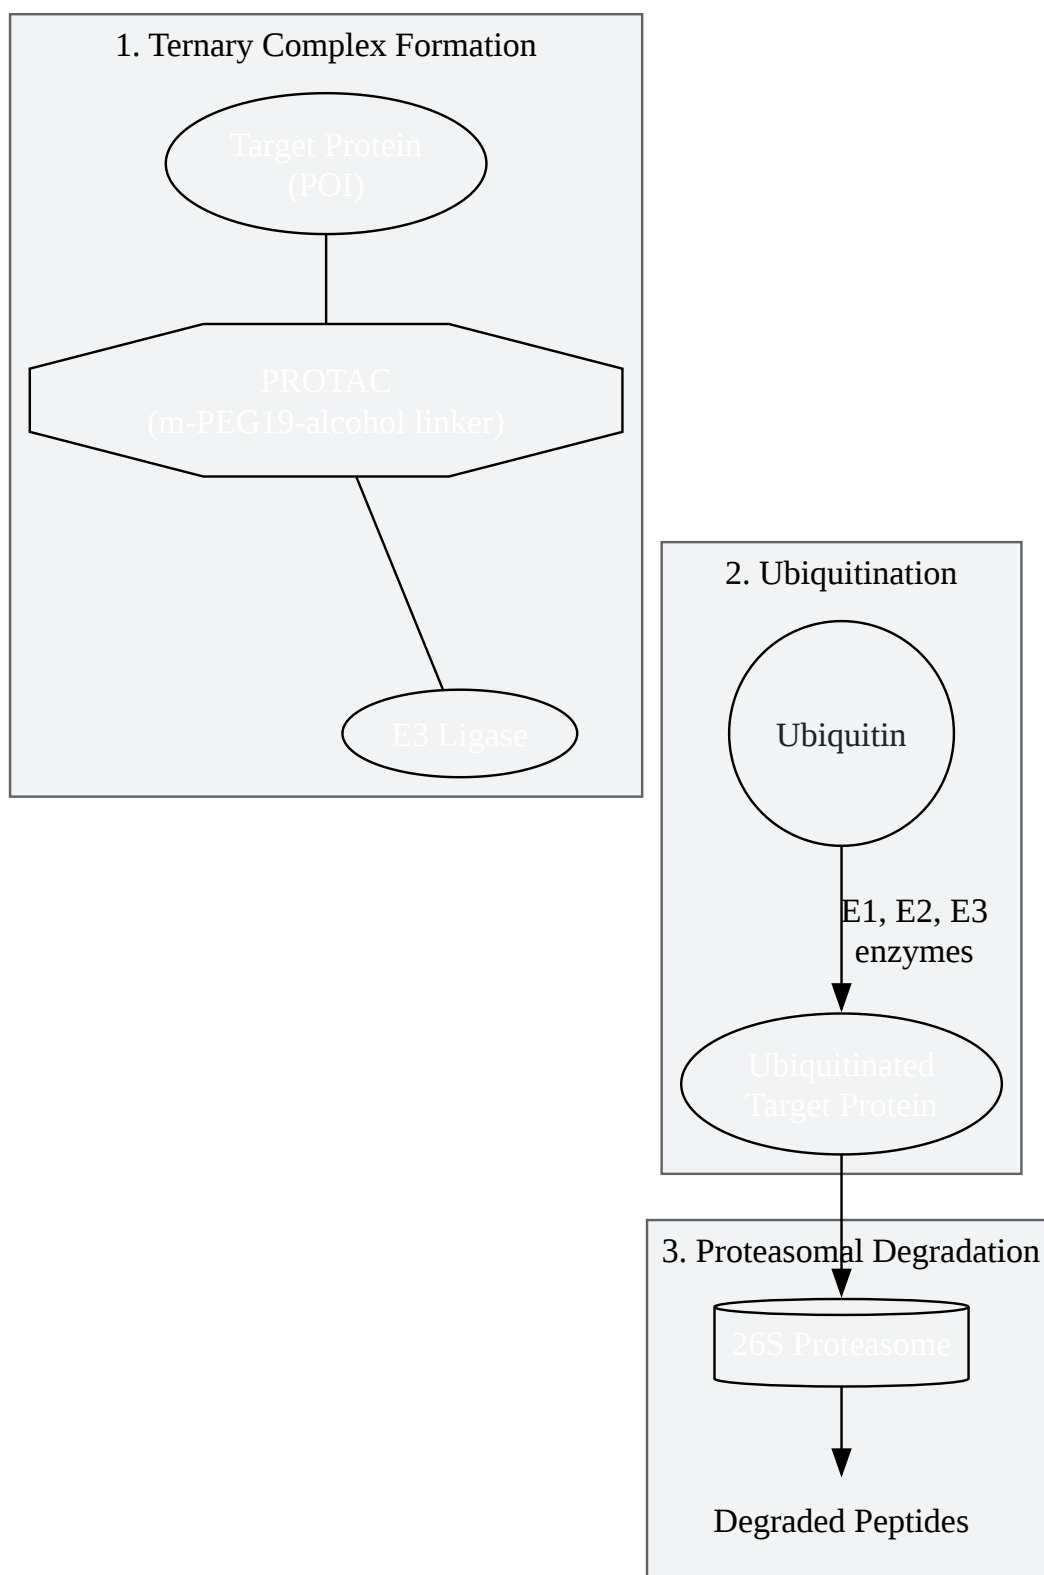 1. Ternary Complex Formation
Target Protein
(POI)
PROTAC
(m-PEG19-alcohol linker)
E3 Ligase
2. Ubiquitination
Ubiquitin
E1, E2, E3
enzymes
Ubiquitinated
Target Protein
3. Proteasomal Degradation
26S Proteasome
Degraded Peptides